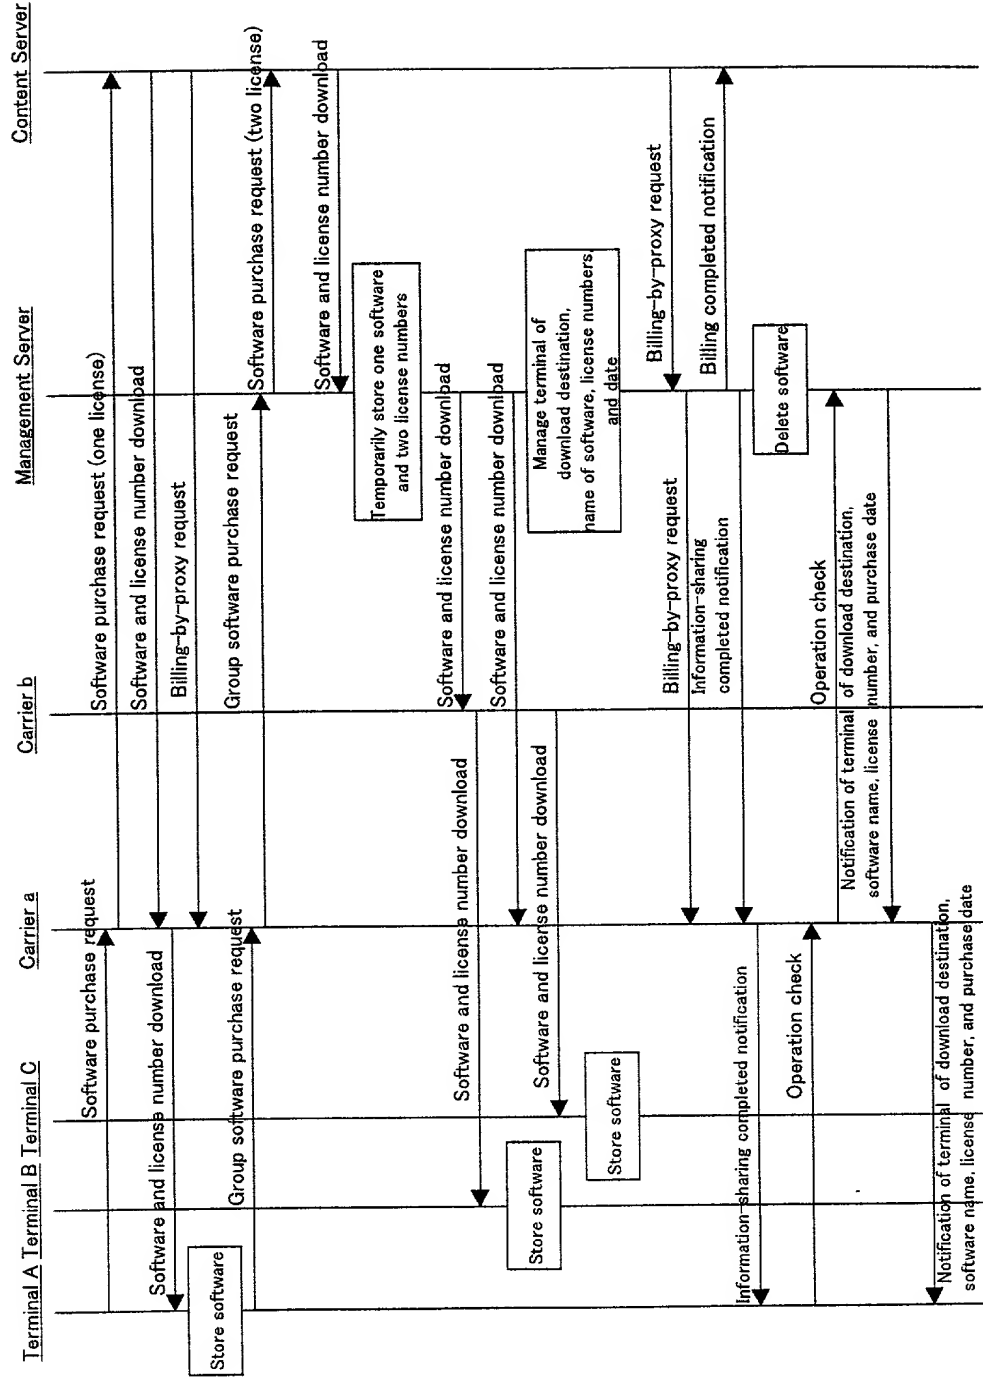 Terminal A Terminal B Terminal C
Carrier a
Carrier b
Management Server
Content Server
Software purchase request
Software purchase request (one license)
Software and license number download
Software and license number download
Billing-by-proxy request
Store software
Group software purchase request
Group software purchase request
Software purchase request (two license)
Software and license number download
Temporarily store one software
and two license numbers
Software and license number download
Software and license number download
Software and license number download
Store software
Software and license number download
Store software
Manage terminal of
download destination,
name of software, license numbers,
and date
Billing-by-proxy request
Billing-by-proxy request
Information-sharing
completed notification
Billing completed notification
Information-sharing completed notification
Delete software
Operation check
Operation check
Notification of terminal of download destination,
software name, license number, and purchase date
Notification of terminal of download destination,
software name, license number, and purchase date